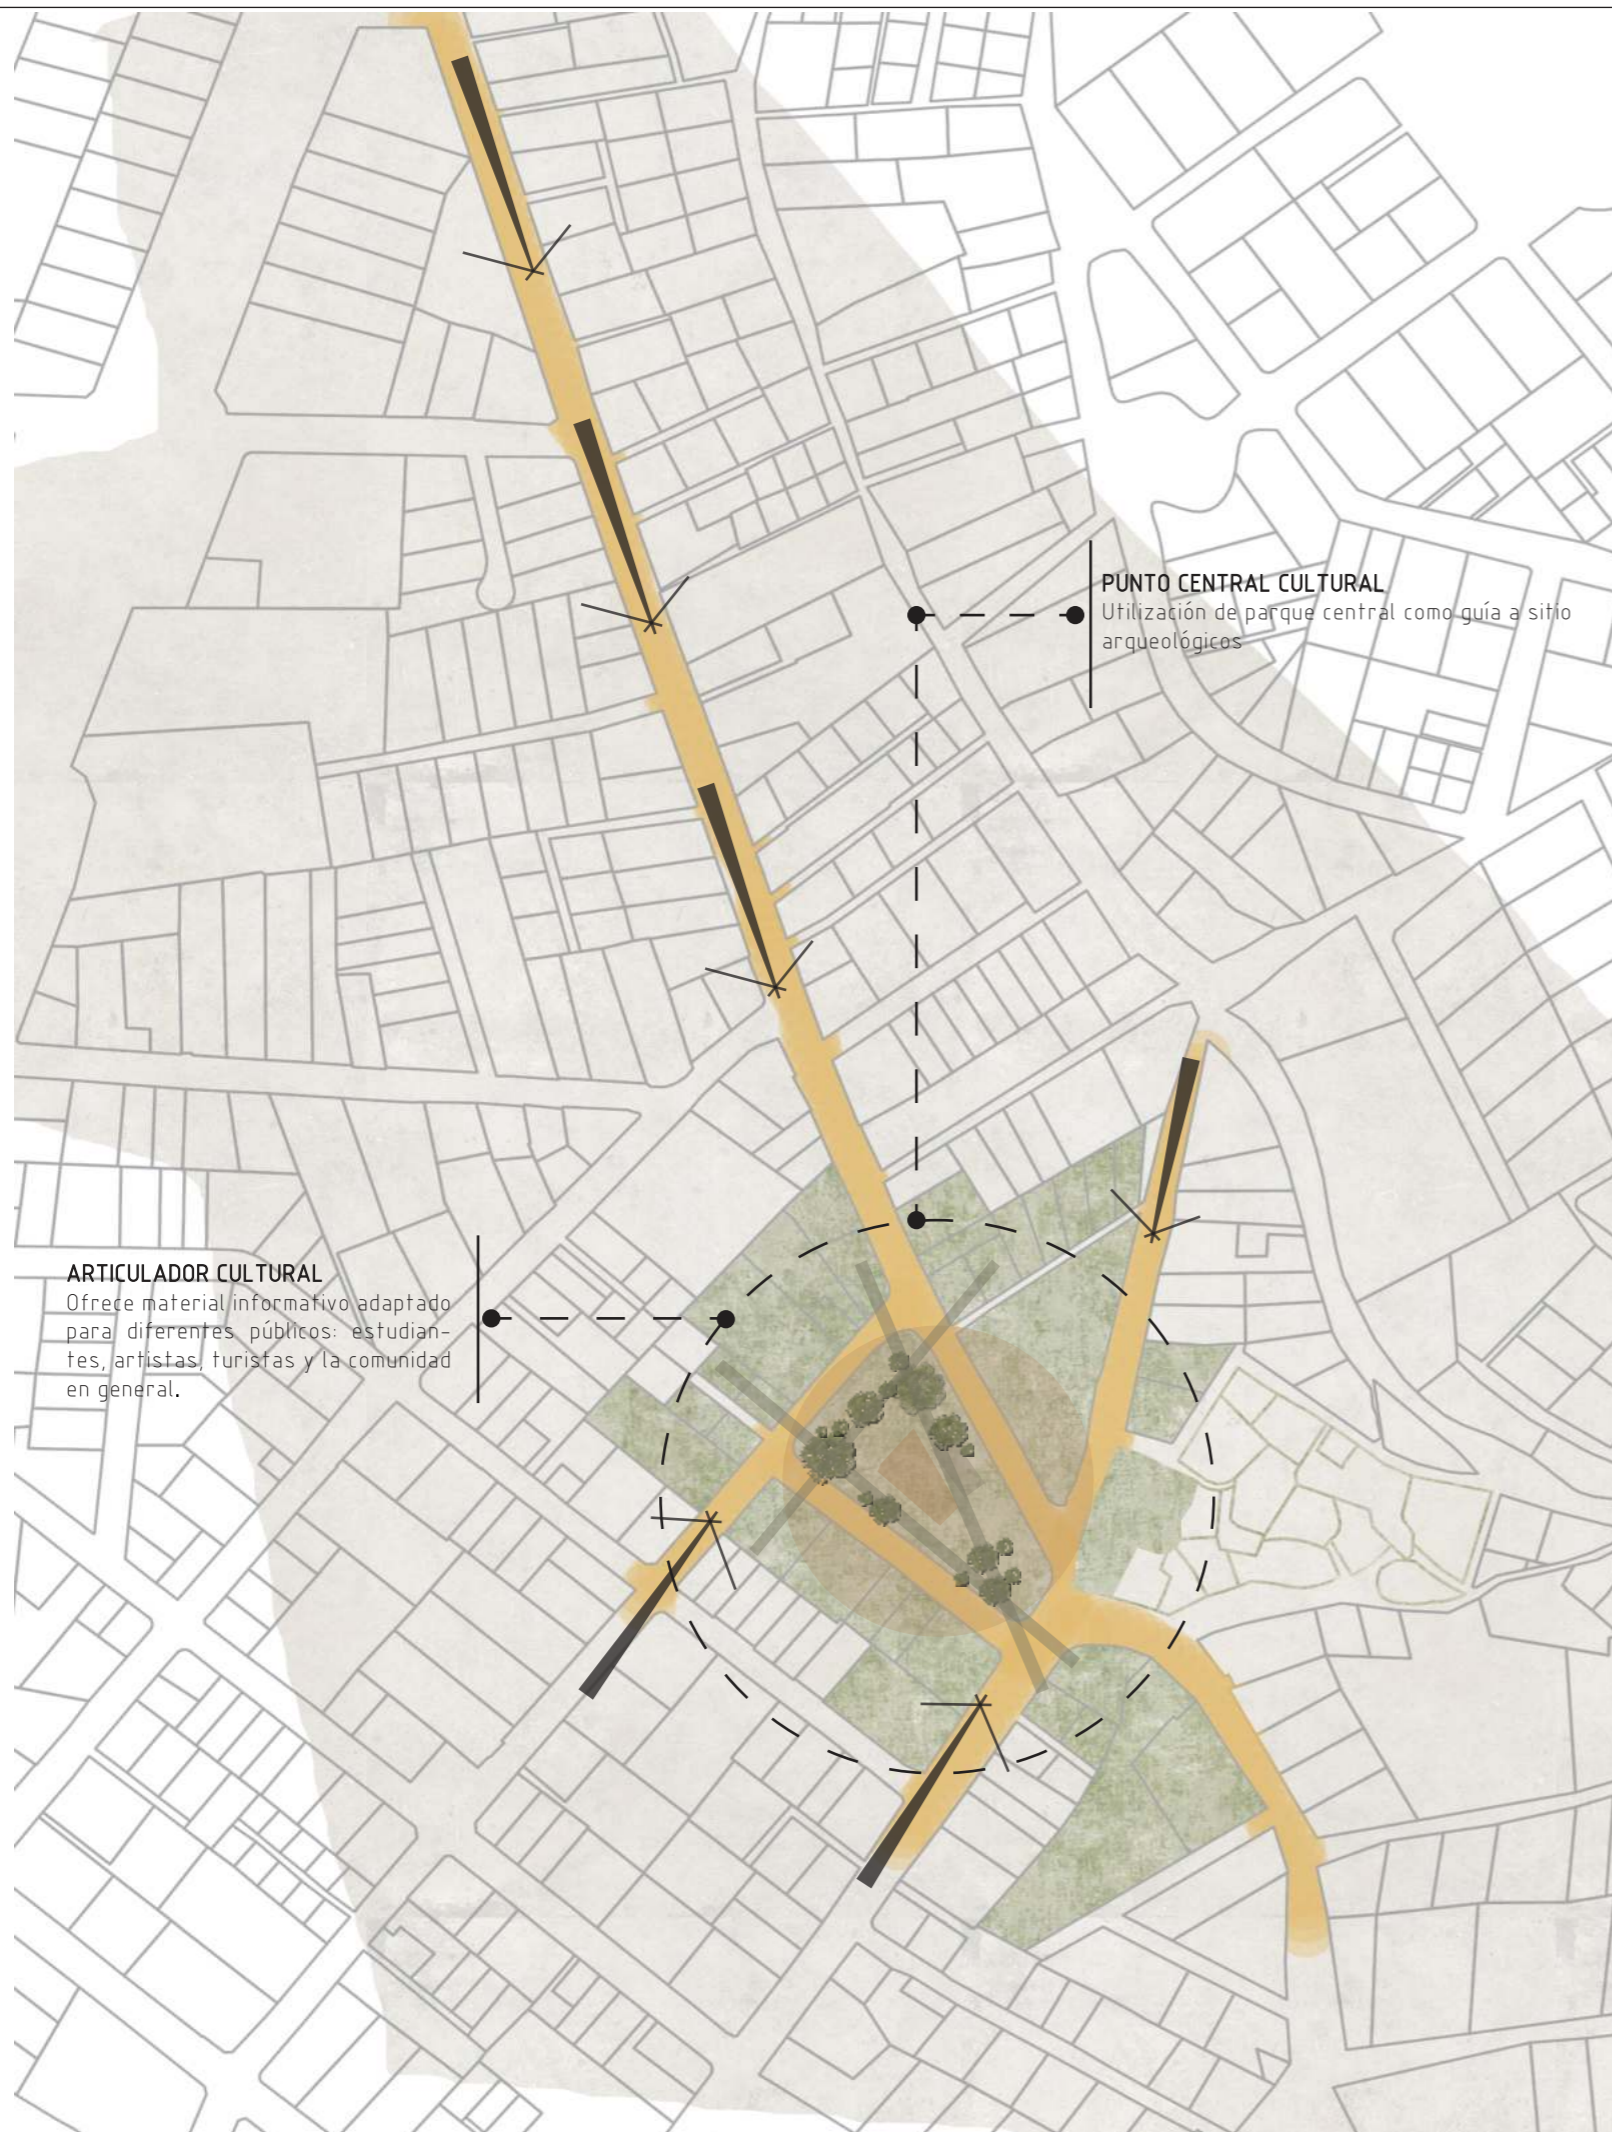 PUNTO CENTRAL CULTURAL
Utilización de parque central como guía a sitio
arqueológicos
ARTICULADOR CULTURAL
Ofrece material informativo adaptado
para diferentes públicos: estudian-
tes, artistas, turistas y la comunidad
en general.